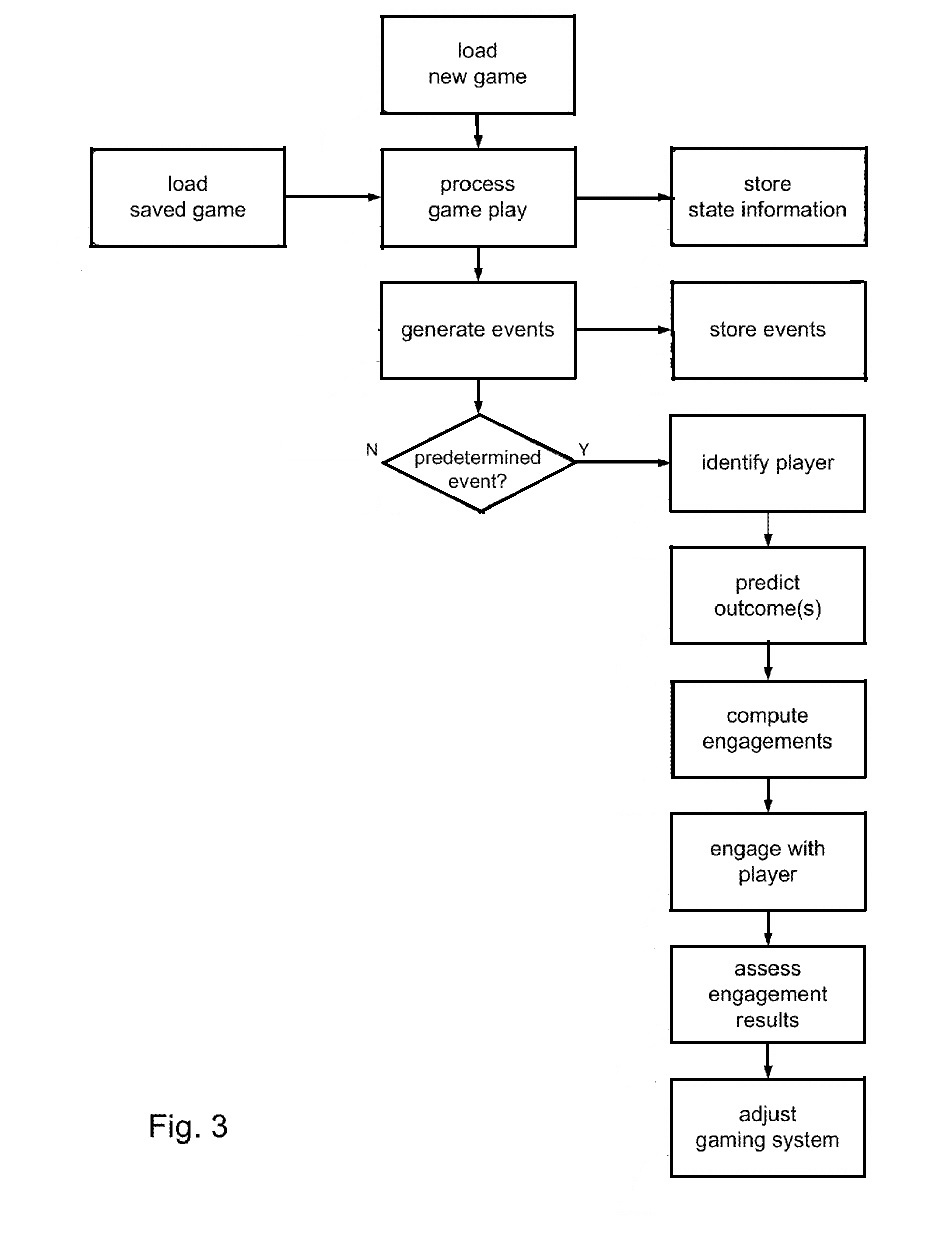 load
new game
load
saved game
process
game play
store
state information
generate events
store events
N
predetermined
event?
Y
identify player
predict
outcome(s)
compute
engagements
engage with
player
assess
engagement
results
adjust
gaming system
Fig. 3